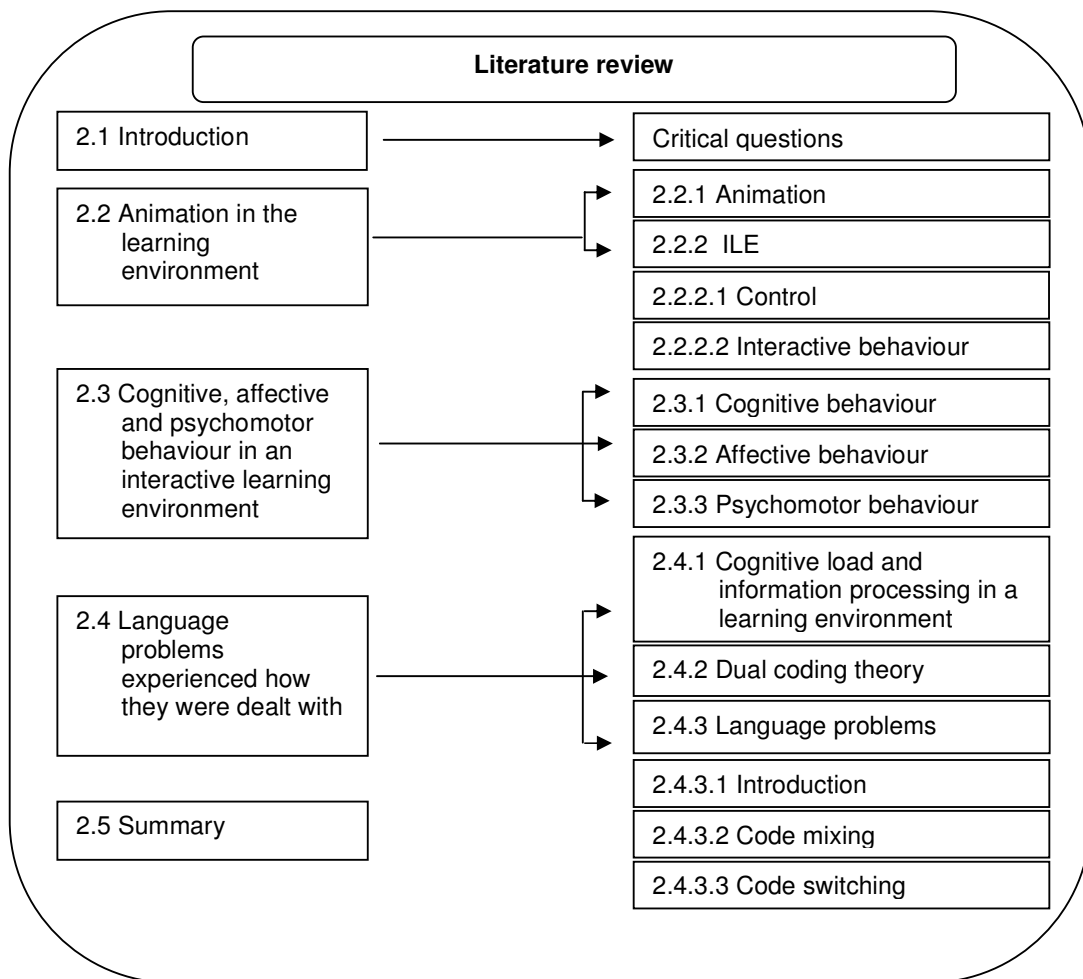 Literature review
2.1 Introduction
Critical questions
2.2 Animation in the
learning
environment
2.2.1 Animation
2.2.2 ILE
2.2.2.1 Control
2.2.2.2 Interactive behaviour
2.3 Cognitive, affective
and psychomotor
behaviour in an
interactive learning
environment
2.3.1 Cognitive behaviour
2.3.2 Affective behaviour
2.3.3 Psychomotor behaviour
2.4 Language
problems
experienced how
they were dealt with
2.4.1 Cognitive load and
information processing in a
learning environment
2.4.2 Dual coding theory
2.4.3 Language problems
2.4.3.1 Introduction
2.4.3.2 Code mixing
2.4.3.3 Code switching
2.5 Summary